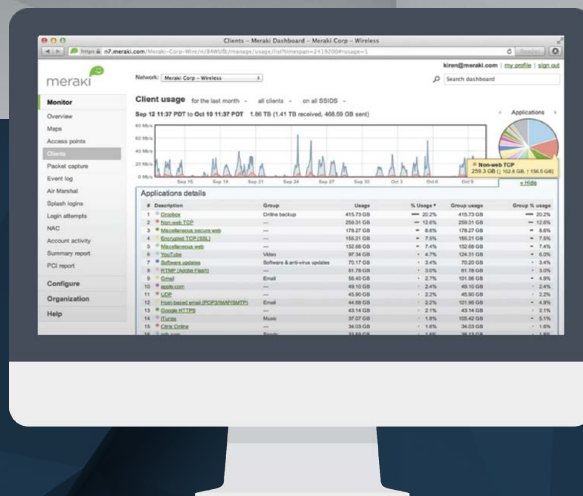 Clients - Meraki Dashboard - Meraki Corp - Wireless
Reader
kiren@meraki.com | my profile | sign out
meraki
Network: Meraki Corp - Wireless
Search dashboard
Monitor
Overview
Maps
Access points
Clients
Packet capture
Event log
Air Marshal
Splash logins
Login attempts
NAC
Account activity
Summary report
PCI report
Configure
Organization
Help
Client usage for the last month - all clients - on all SSIDS -
Sep 12 11:37 PDT to Oct 10 11:37 PDT 1.86 TB (1.41 TB received, 468.59 GB sent)
Applications
Non-web TCP
« Hide
Applications details
# Description Group Usage % Usage Group usage Group % usage
1 Dropbox Online backup 415.73 GB 20.2% 415.73 GB 20.2%
2 Non-web TCP --- 259.31 GB 12.6% 259.31 GB 12.6%
3 Miscellaneous secure web --- 178.27 GB 8.6% 178.27 GB 8.6%
4 Encrypted TCP (SSL) --- 155.21 GB 7.5% 155.21 GB 7.5%
5 Miscellaneous web --- 152.68 GB 7.4% 152.68 GB 7.4%
6 YouTube Video 97.34 GB 4.7% 124.31 GB 6.0%
7 Software updates Software & anti-virus updates 70.17 GB 3.4% 70.20 GB 3.4%
8 RTMP (Adobe Flash) --- 61.78 GB 3.0% 61.78 GB 3.0%
9 Gmail Email 55.40 GB 2.7% 101.98 GB 4.9%
10 apple.com --- 49.10 GB 2.4% 49.10 GB 2.4%
11 UDP --- 45.90 GB 2.2% 45.90 GB 2.2%
12 Host-based email (POP3/IMAP/SMTP) Email 44.68 GB 2.2% 101.98 GB 4.9%
13 Google HTTPS --- 43.14 GB 2.1% 43.14 GB 2.1%
14 iTunes Music 37.07 GB 1.8% 105.42 GB 5.1%
15 Citrix Online --- 34.03 GB 1.6% 34.03 GB 1.6%